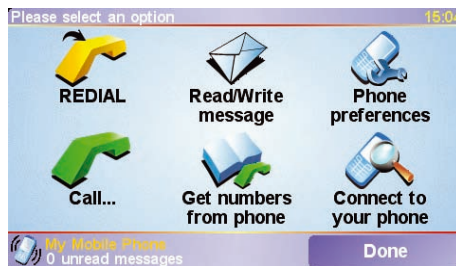 Please select an option 15:04
REDIAL
Read/Write
message
Phone
preferences
Call...
Get numbers
from phone
Connect to
your phone
My Mobile Phone
0 unread messages
Done